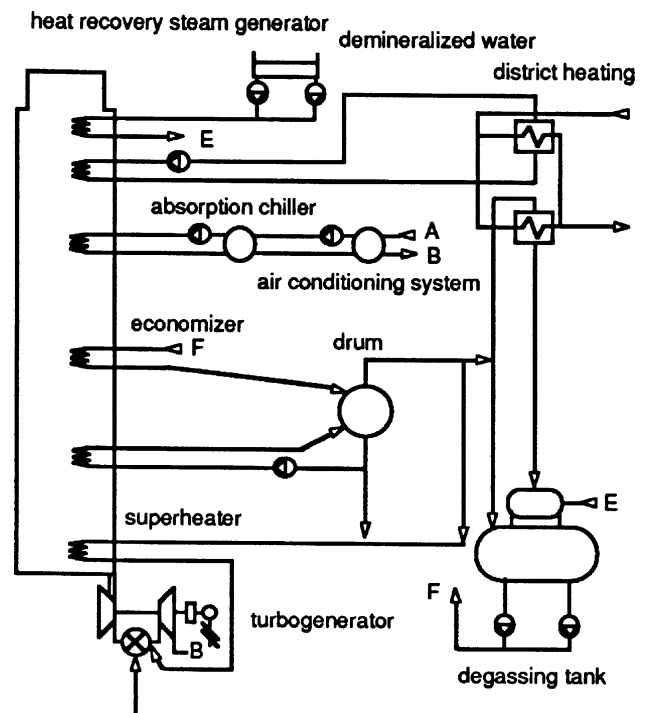 heat recovery steam generator
demineralized water
district heating
E
absorption chiller
A
B
air conditioning system
economizer
F
drum
E
superheater
F
turbogenerator
B
degassing tank